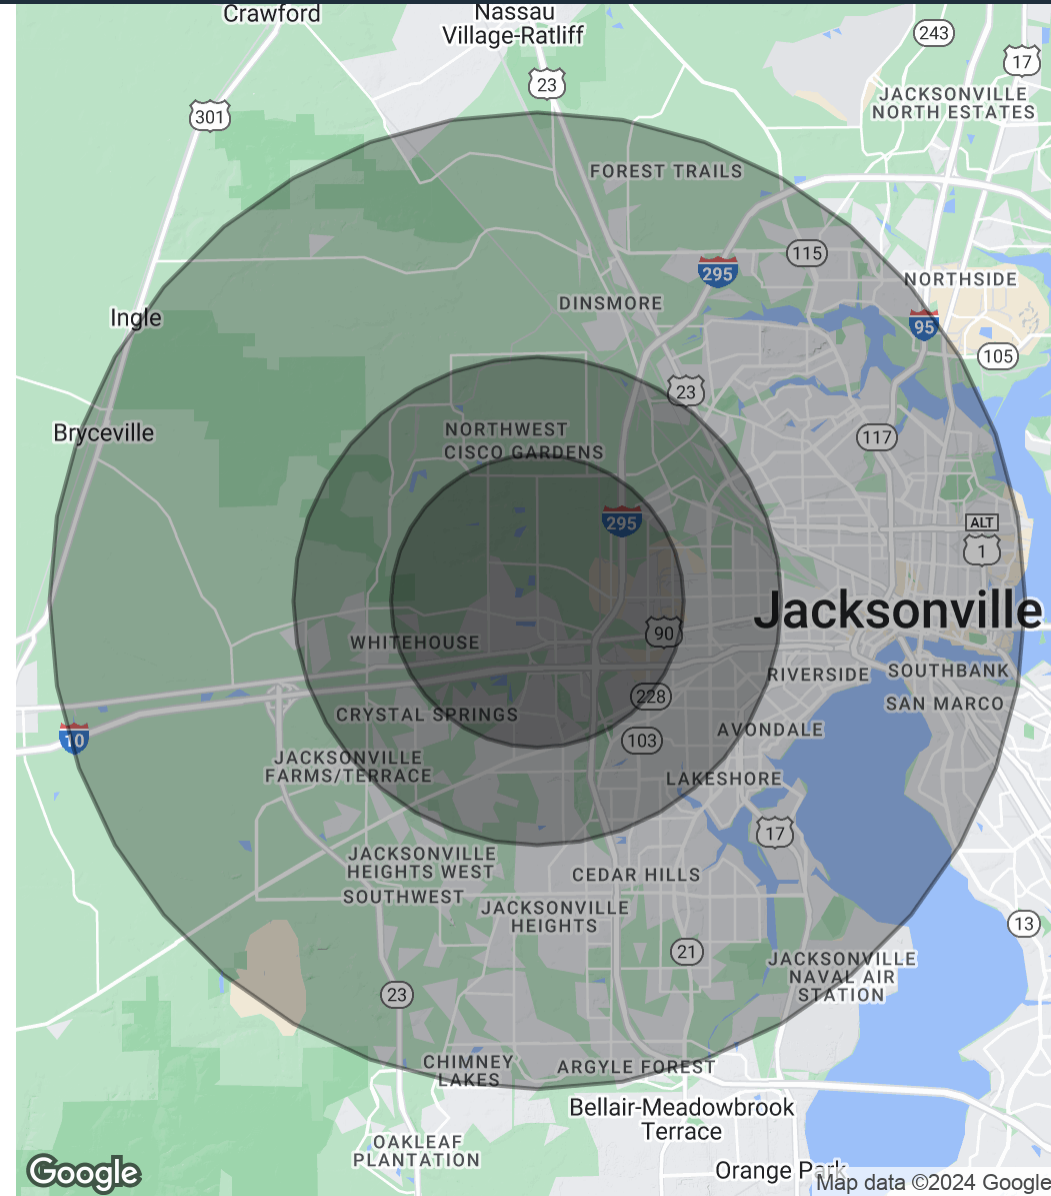 Crawford
Nassau
Village-Ratliff
243
17
23
JACKSONVILLE
NORTH ESTATES
301
FOREST TRAILS
115
295
NORTHSIDE
DINSMORE
Ingle
95
105
23
Bryceville
NORTHWEST
117
CISCO GARDENS
295
ALT
1
Jacksonville
90
WHITEHOUSE
RIVERSIDE
SOUTHBANK
228
SAN MARCO
CRYSTAL SPRINGS
AVONDALE
10
103
JACKSONVILLE
FARMS/TERRACE
LAKESHORE
17
JACKSONVILLE
HEIGHTS WEST
CEDAR HILLS
SOUTHWEST
JACKSONVILLE
HEIGHTS
13
21
JACKSONVILLE
NAVAL AIR
STATION
23
CHIMNEY
LAKES
ARGYLE FOREST
Bellair-Meadowbrook
Terrace
OAKLEAF
PLANTATION
Orange Park
Google
Map data ©2024 Google